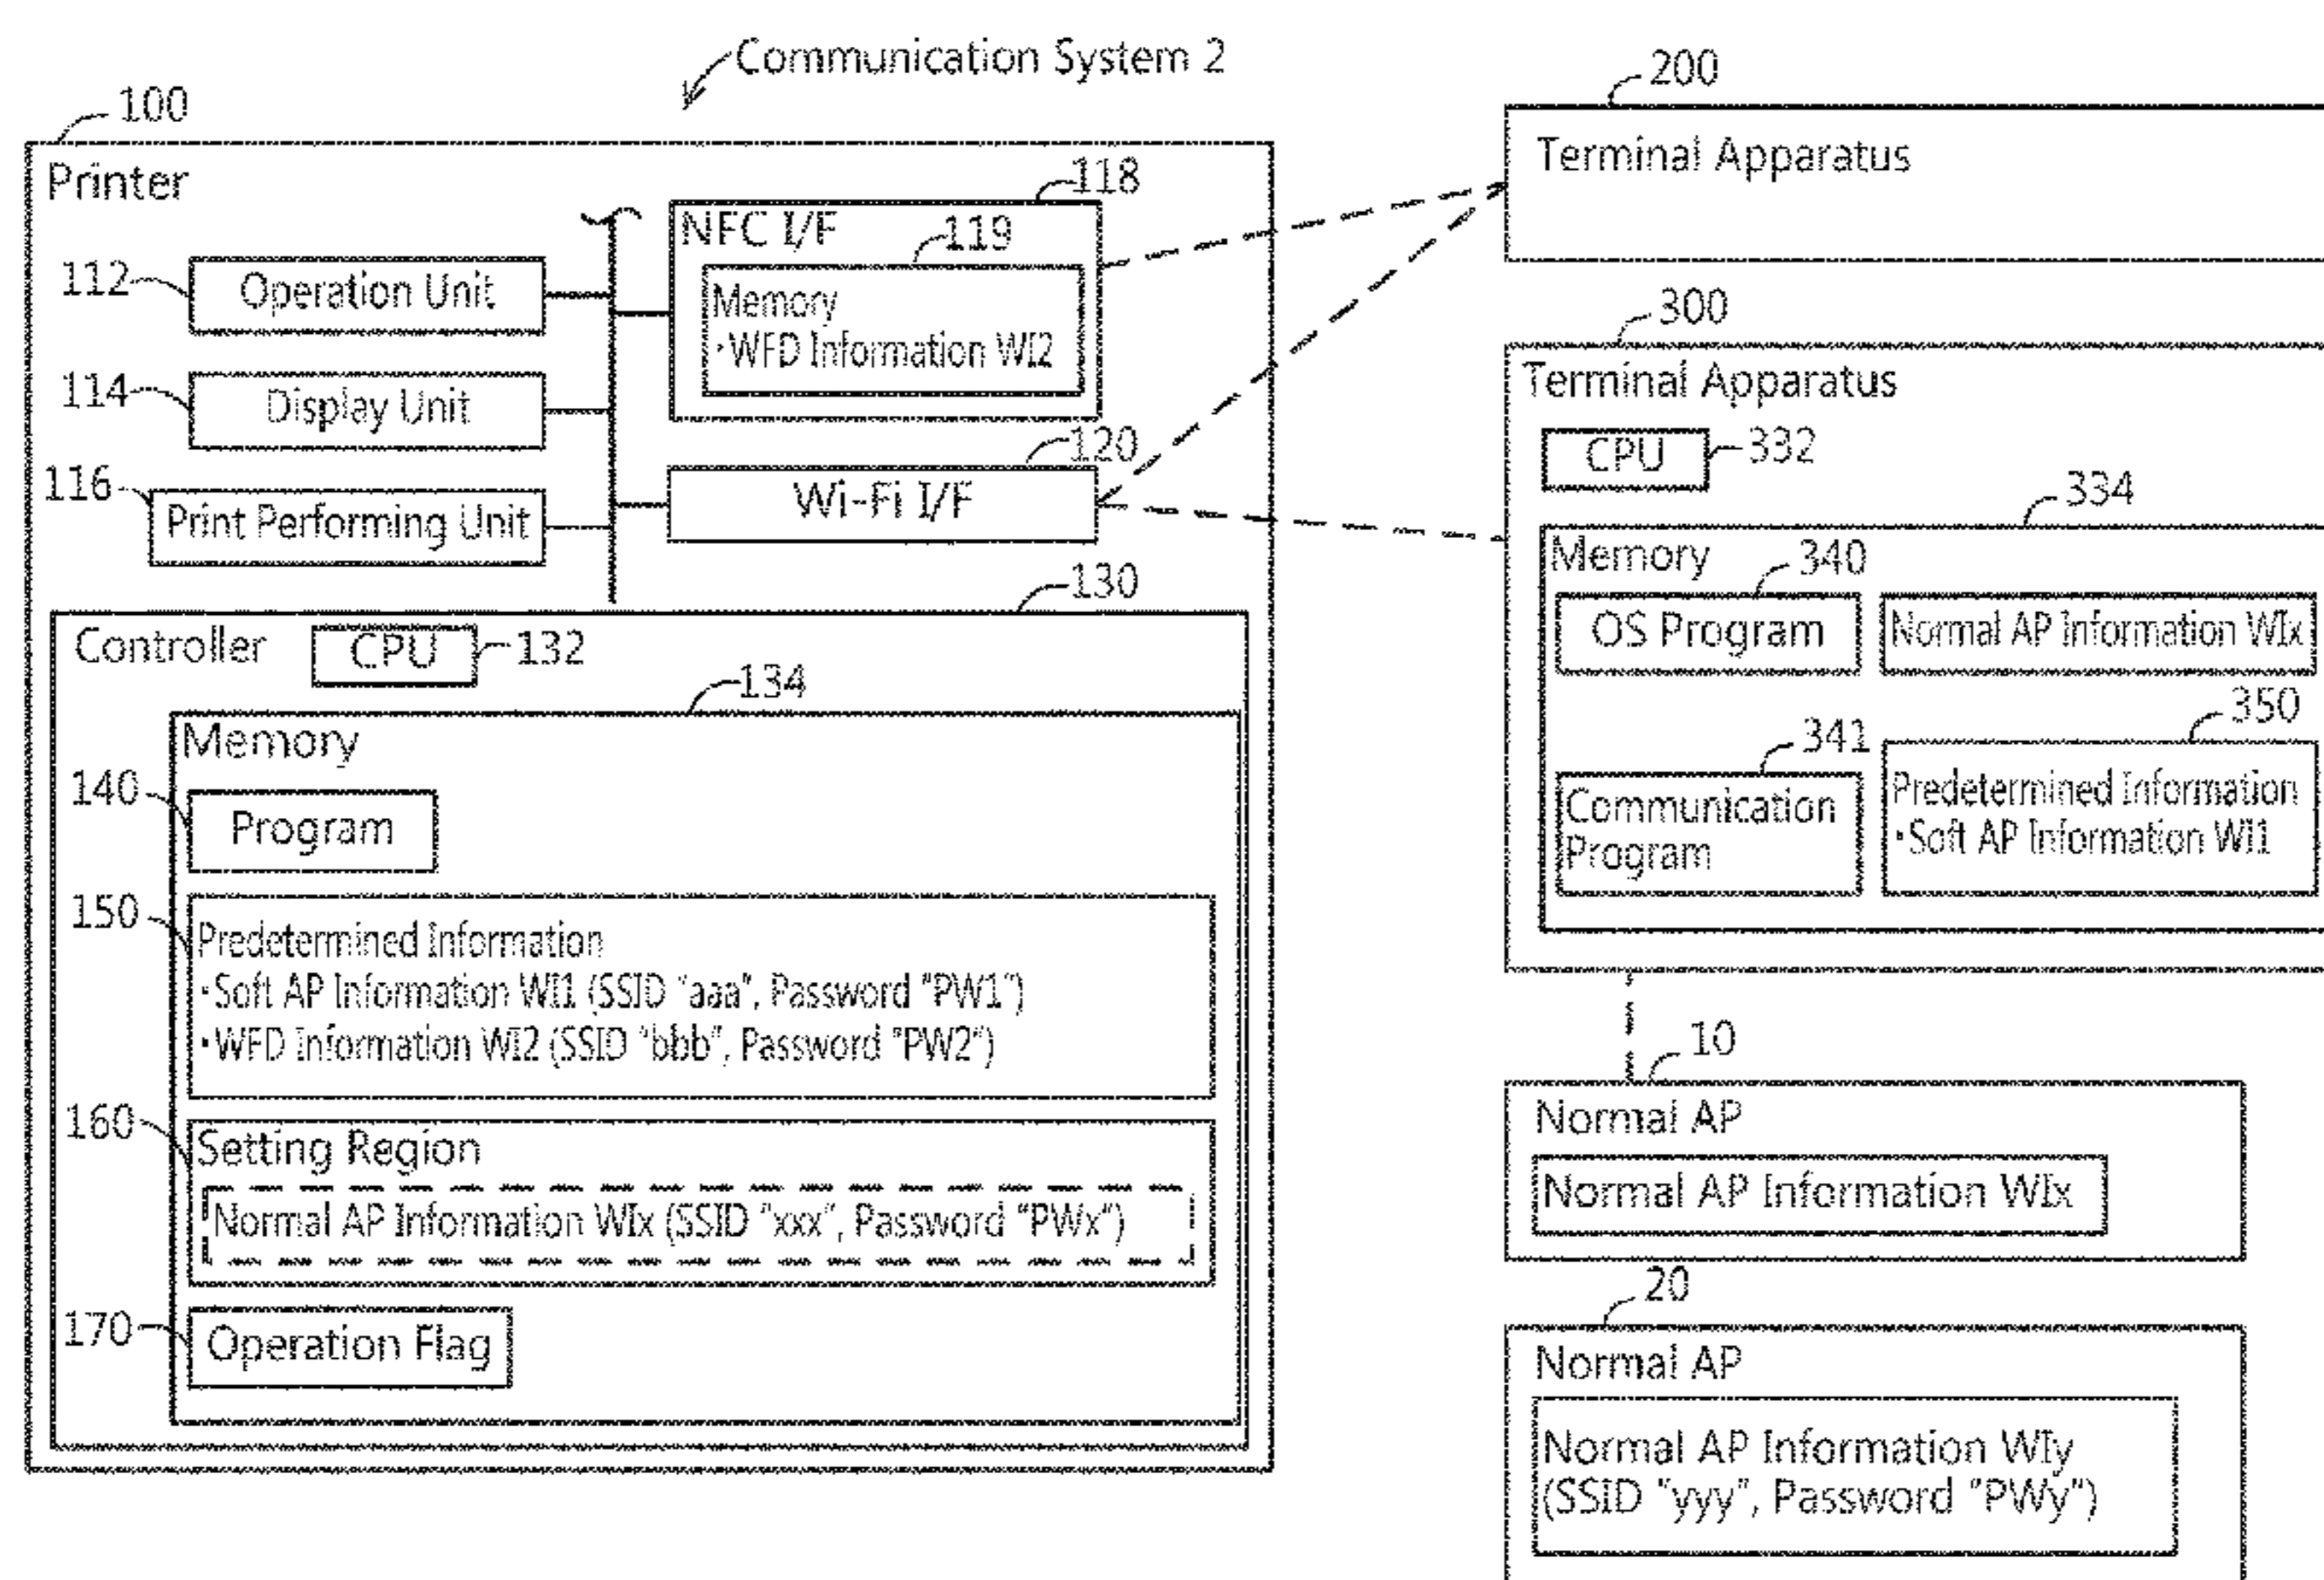 Communication System 2
100
Printer
118
NFC I/F
119
Memory
・WFD Information WI2
112
Operation Unit
114
Display Unit
116
Print Performing Unit
120
Wi-Fi I/F
130
Controller
CPU
132
134
Memory
140
Program
150
Predetermined Information
・Soft AP Information WI1 (SSID "aaa", Password "PW1")
・WFD Information WI2 (SSID "bbb", Password "PW2")
160
Setting Region
Normal AP Information WIx (SSID "xxx", Password "PWx")
170
Operation Flag
200
Terminal Apparatus
300
Terminal Apparatus
CPU
332
334
Memory
340
OS Program
Normal AP Information WIx
341
Communication
Program
350
Predetermined Information
・Soft AP Information WI1
10
Normal AP
Normal AP Information WIx
20
Normal AP
Normal AP Information WIy
(SSID "yyy", Password "PWy")